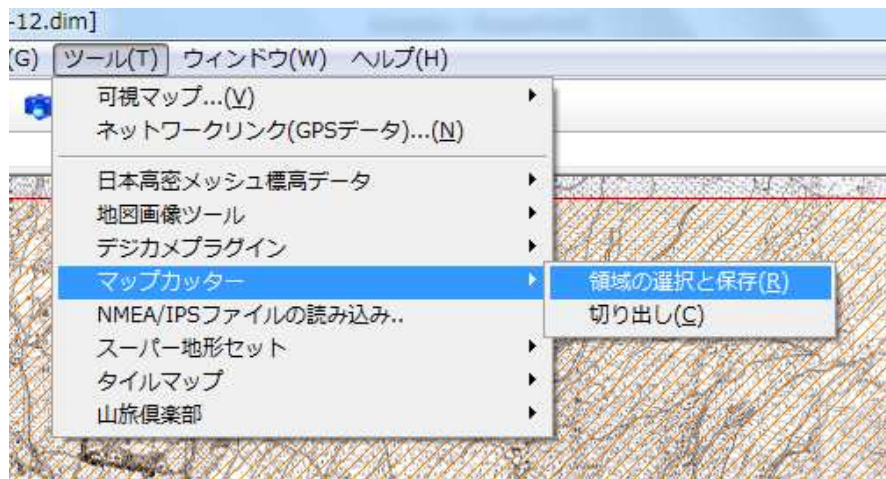 -12.dim]
(G) ツール(T) ウィンドウ(W) ヘルプ(H)
可視マップ...(V)
ネットワークリンク(GPSデータ)...(N)
日本高密メッシュ標高データ
地図画像ツール
デジカメプラグイン
マップカッター
領域の選択と保存(R)
切り出し(C)
NMEA/IPSファイルの読み込み..
スーパー地形セット
タイルマップ
山旅倶楽部